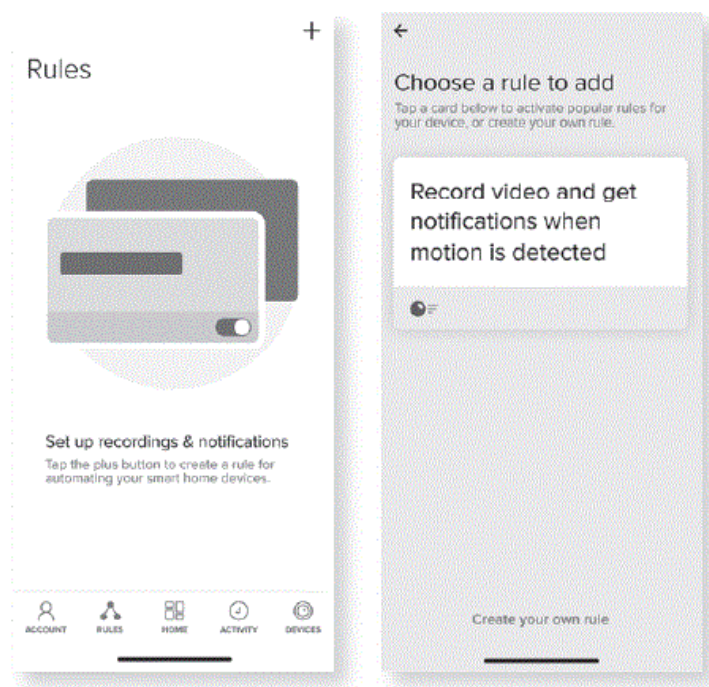 Rules
Set up recordings & notifications
Tap the plus button to create a rule for
automating your smart home devices.
ACCOUNT
RULES
HOME
ACTIVITY
DEVICES
Choose a rule to add
Tap a card below to activate popular rules for
your device, or create your own rule.
Record video and get
notifications when
motion is detected
Create your own rule